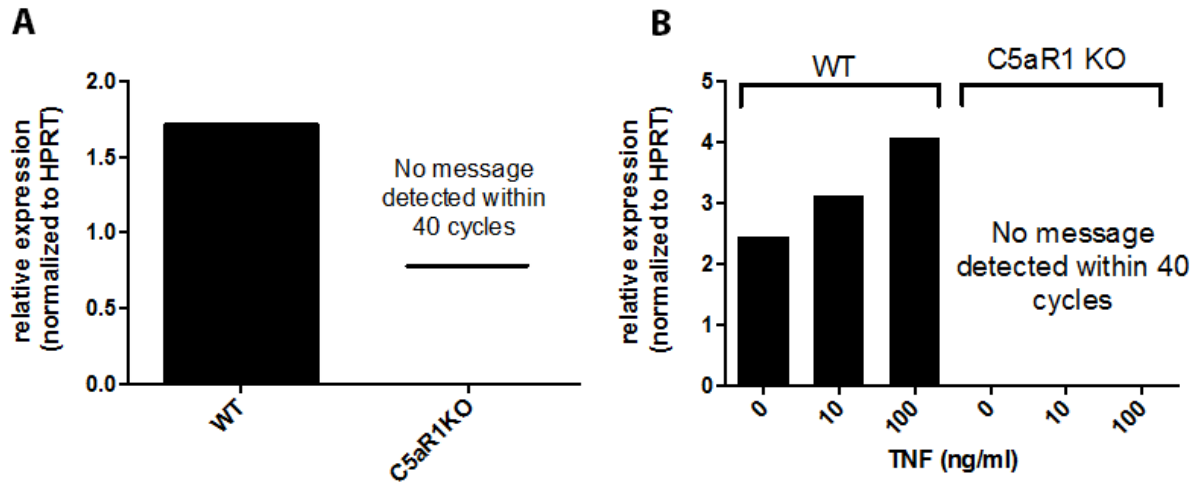 A
relative expression
(normalized to HPRT)
2.0
1.5
1.0
0.5
0.0
No message
detected within
40 cycles
WT
C5aR1KO
B
relative expression
(normalized to HPRT)
WT
C5aR1 KO
5
4
3
2
1
0
No message
detected within 40
cycles
0
10
100
0
10
100
TNF (ng/ml)